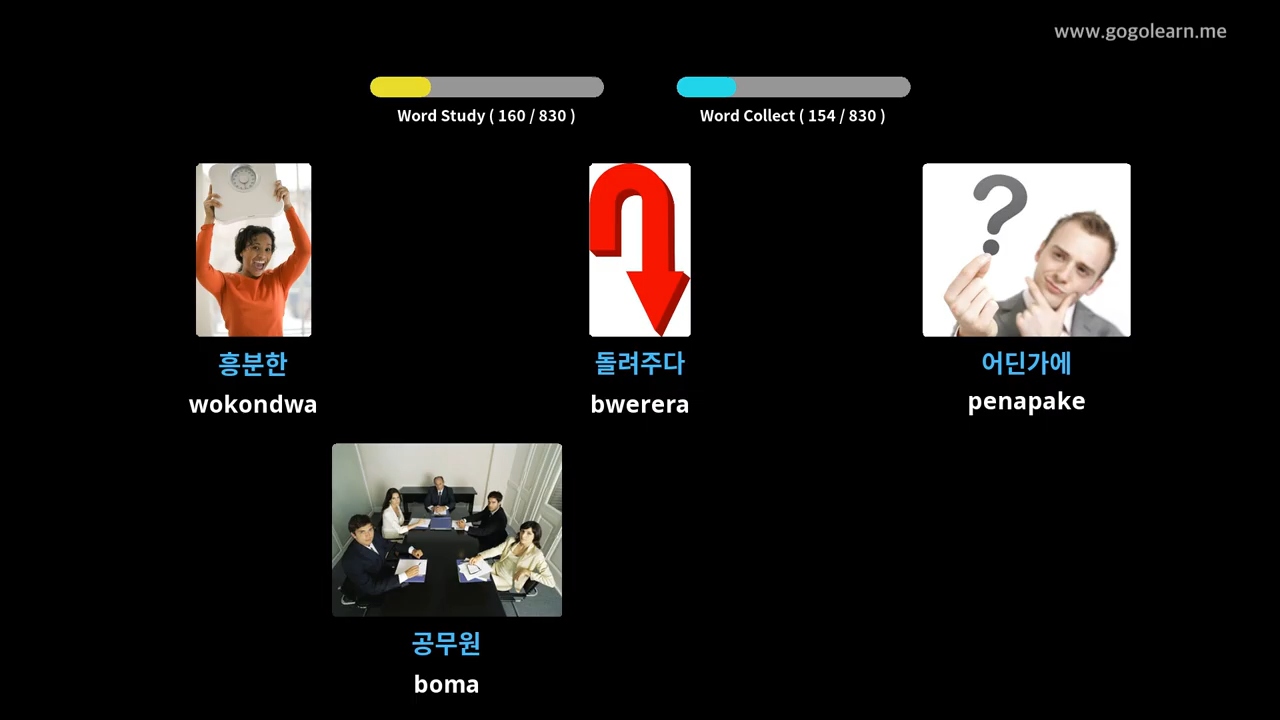 www.gogolearn.me
Word Study ( 160 / 830 )
Word Collect ( 154 / 830 )
흥분한
wokondwa
돌려주다
bwerera
어딘가에
penapake
공무원
boma